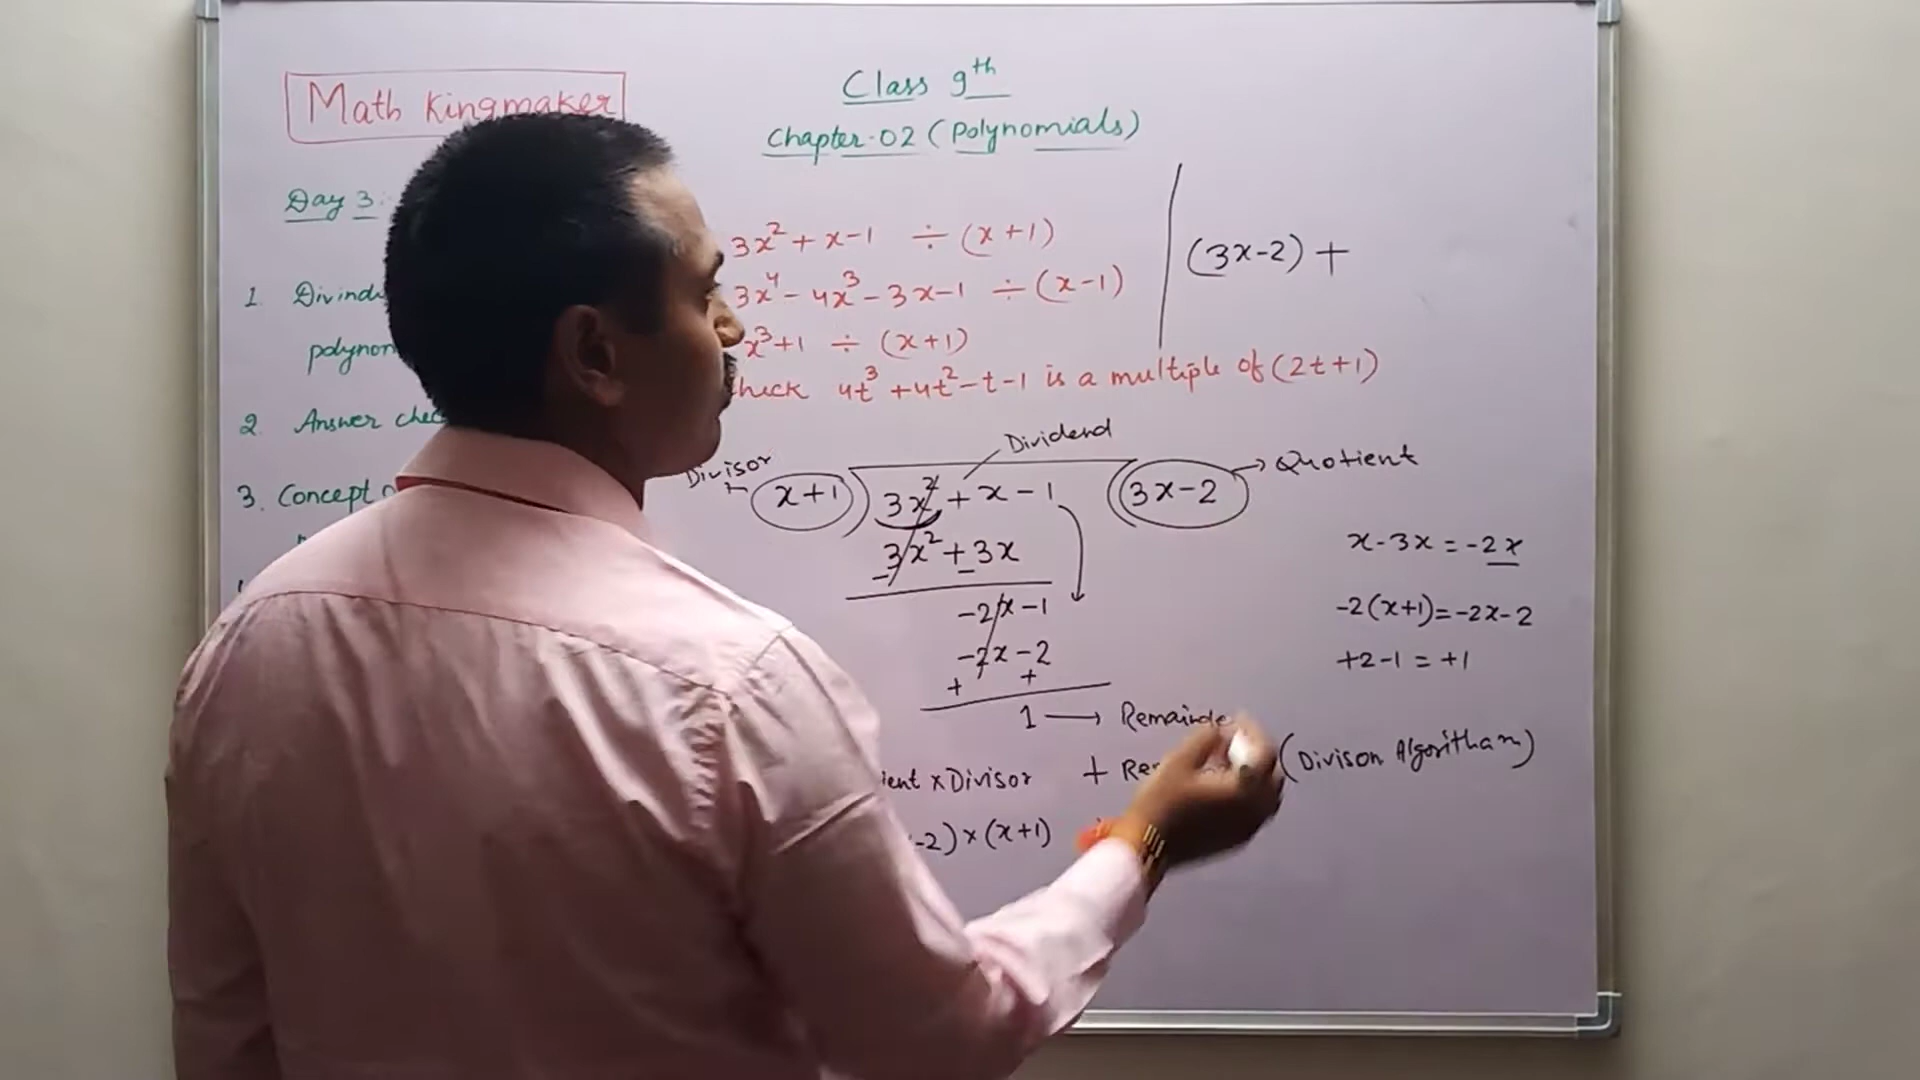 Math Kingmaker
Class 9th
Chapter-02 (Polynomials)
Day 3:
3x² + x - 1 ÷ (x + 1)
3x⁴ - 4x³ - 3x - 1 ÷ (x - 1)
x³ + 1 ÷ (x + 1)
check 4t³ + 4t² - t - 1 is a multiple of (2t + 1)
(3x - 2) +
1. Divind
polynom
2. Answer chec
3. Concept o
Divisor
Dividend
Quotient
x + 1 ) 3x² + x - 1 ( 3x - 2
3x² + 3x
- -
-2x - 1
-2x - 2
+ +
1 → Remainde
x - 3x = -2x
-2(x + 1) = -2x - 2
+2 - 1 = +1
ient × Divisor + Re (Divison Algoritham)
-2) × (x + 1)